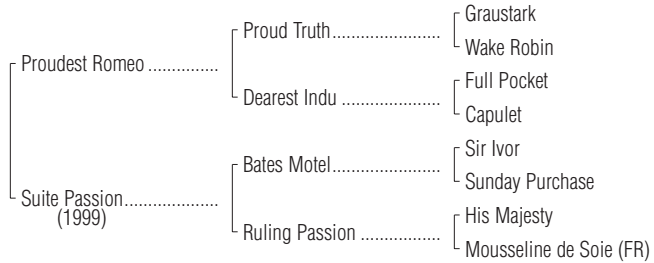 Graustark
Proud Truth........................
Wake Robin
Proudest Romeo ...............
Full Pocket
Dearest Indu .....................
Capulet
Sir Ivor
Bates Motel.......................
Sunday Purchase
Suite Passion....................
(1999)
His Majesty
Ruling Passion .................
Mousseline de Soie (FR)